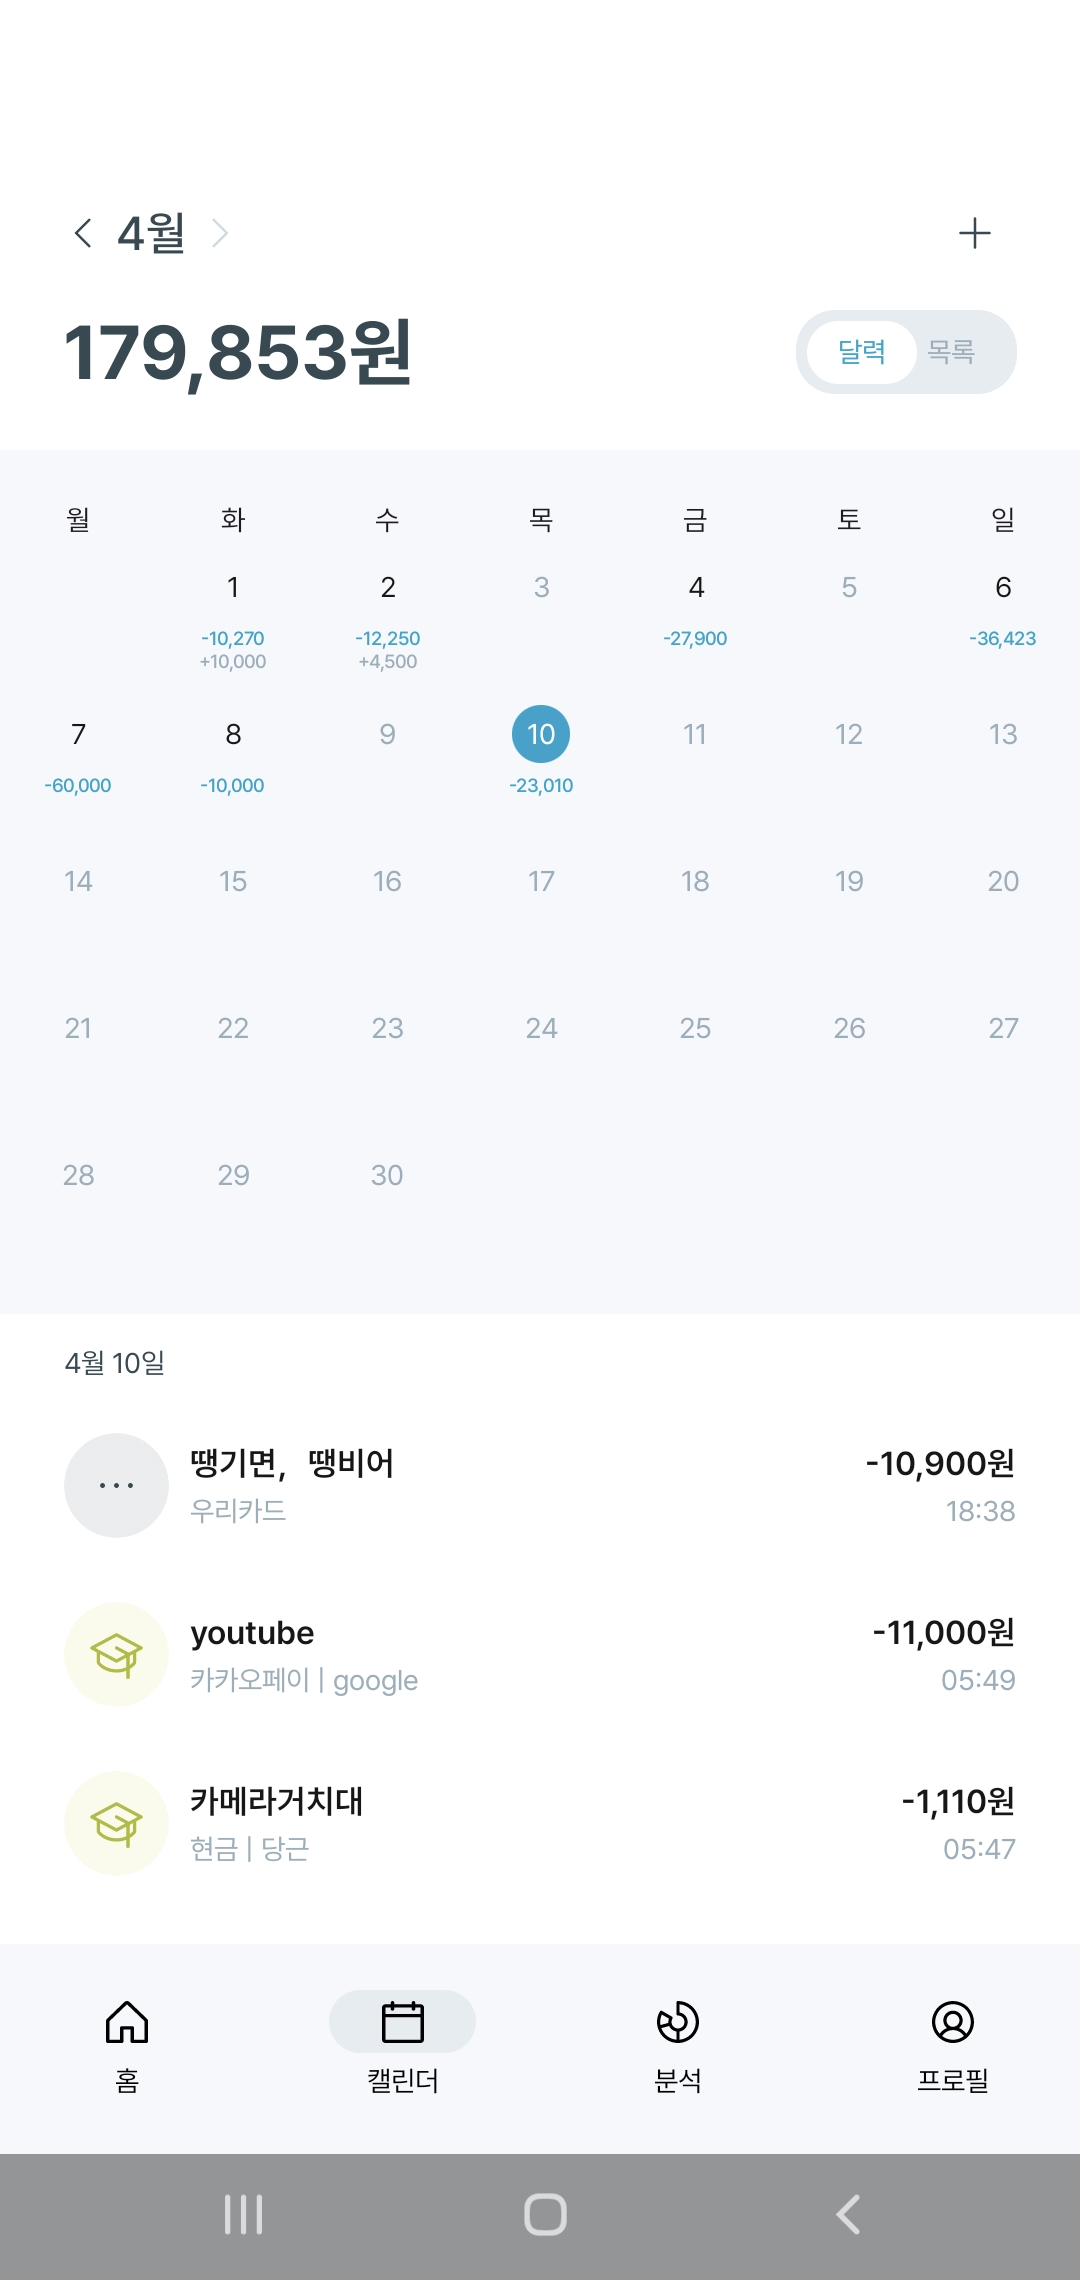 4월
179,853원
달력 목록
월 화 수 목 금 토 일
1 2 3 4 5 6
-10,270 -12,250 -27,900 -36,423
+10,000 +4,500
7 8 9 10 11 12 13
-60,000 -10,000 -23,010
14 15 16 17 18 19 20
21 22 23 24 25 26 27
28 29 30
4월 10일
땡기면, 땡비어 -10,900원
우리카드 18:38
youtube -11,000원
카카오페이 | google 05:49
카메라거치대 -1,110원
현금 | 당근 05:47
홈 캘린더 분석 프로필